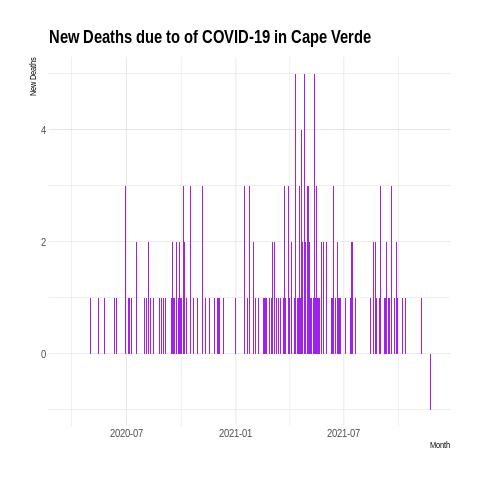 New Deaths due to of COVID-19 in Cape Verde
New Deaths
4
2
0
2020-07
2021-01
2021-07
Month